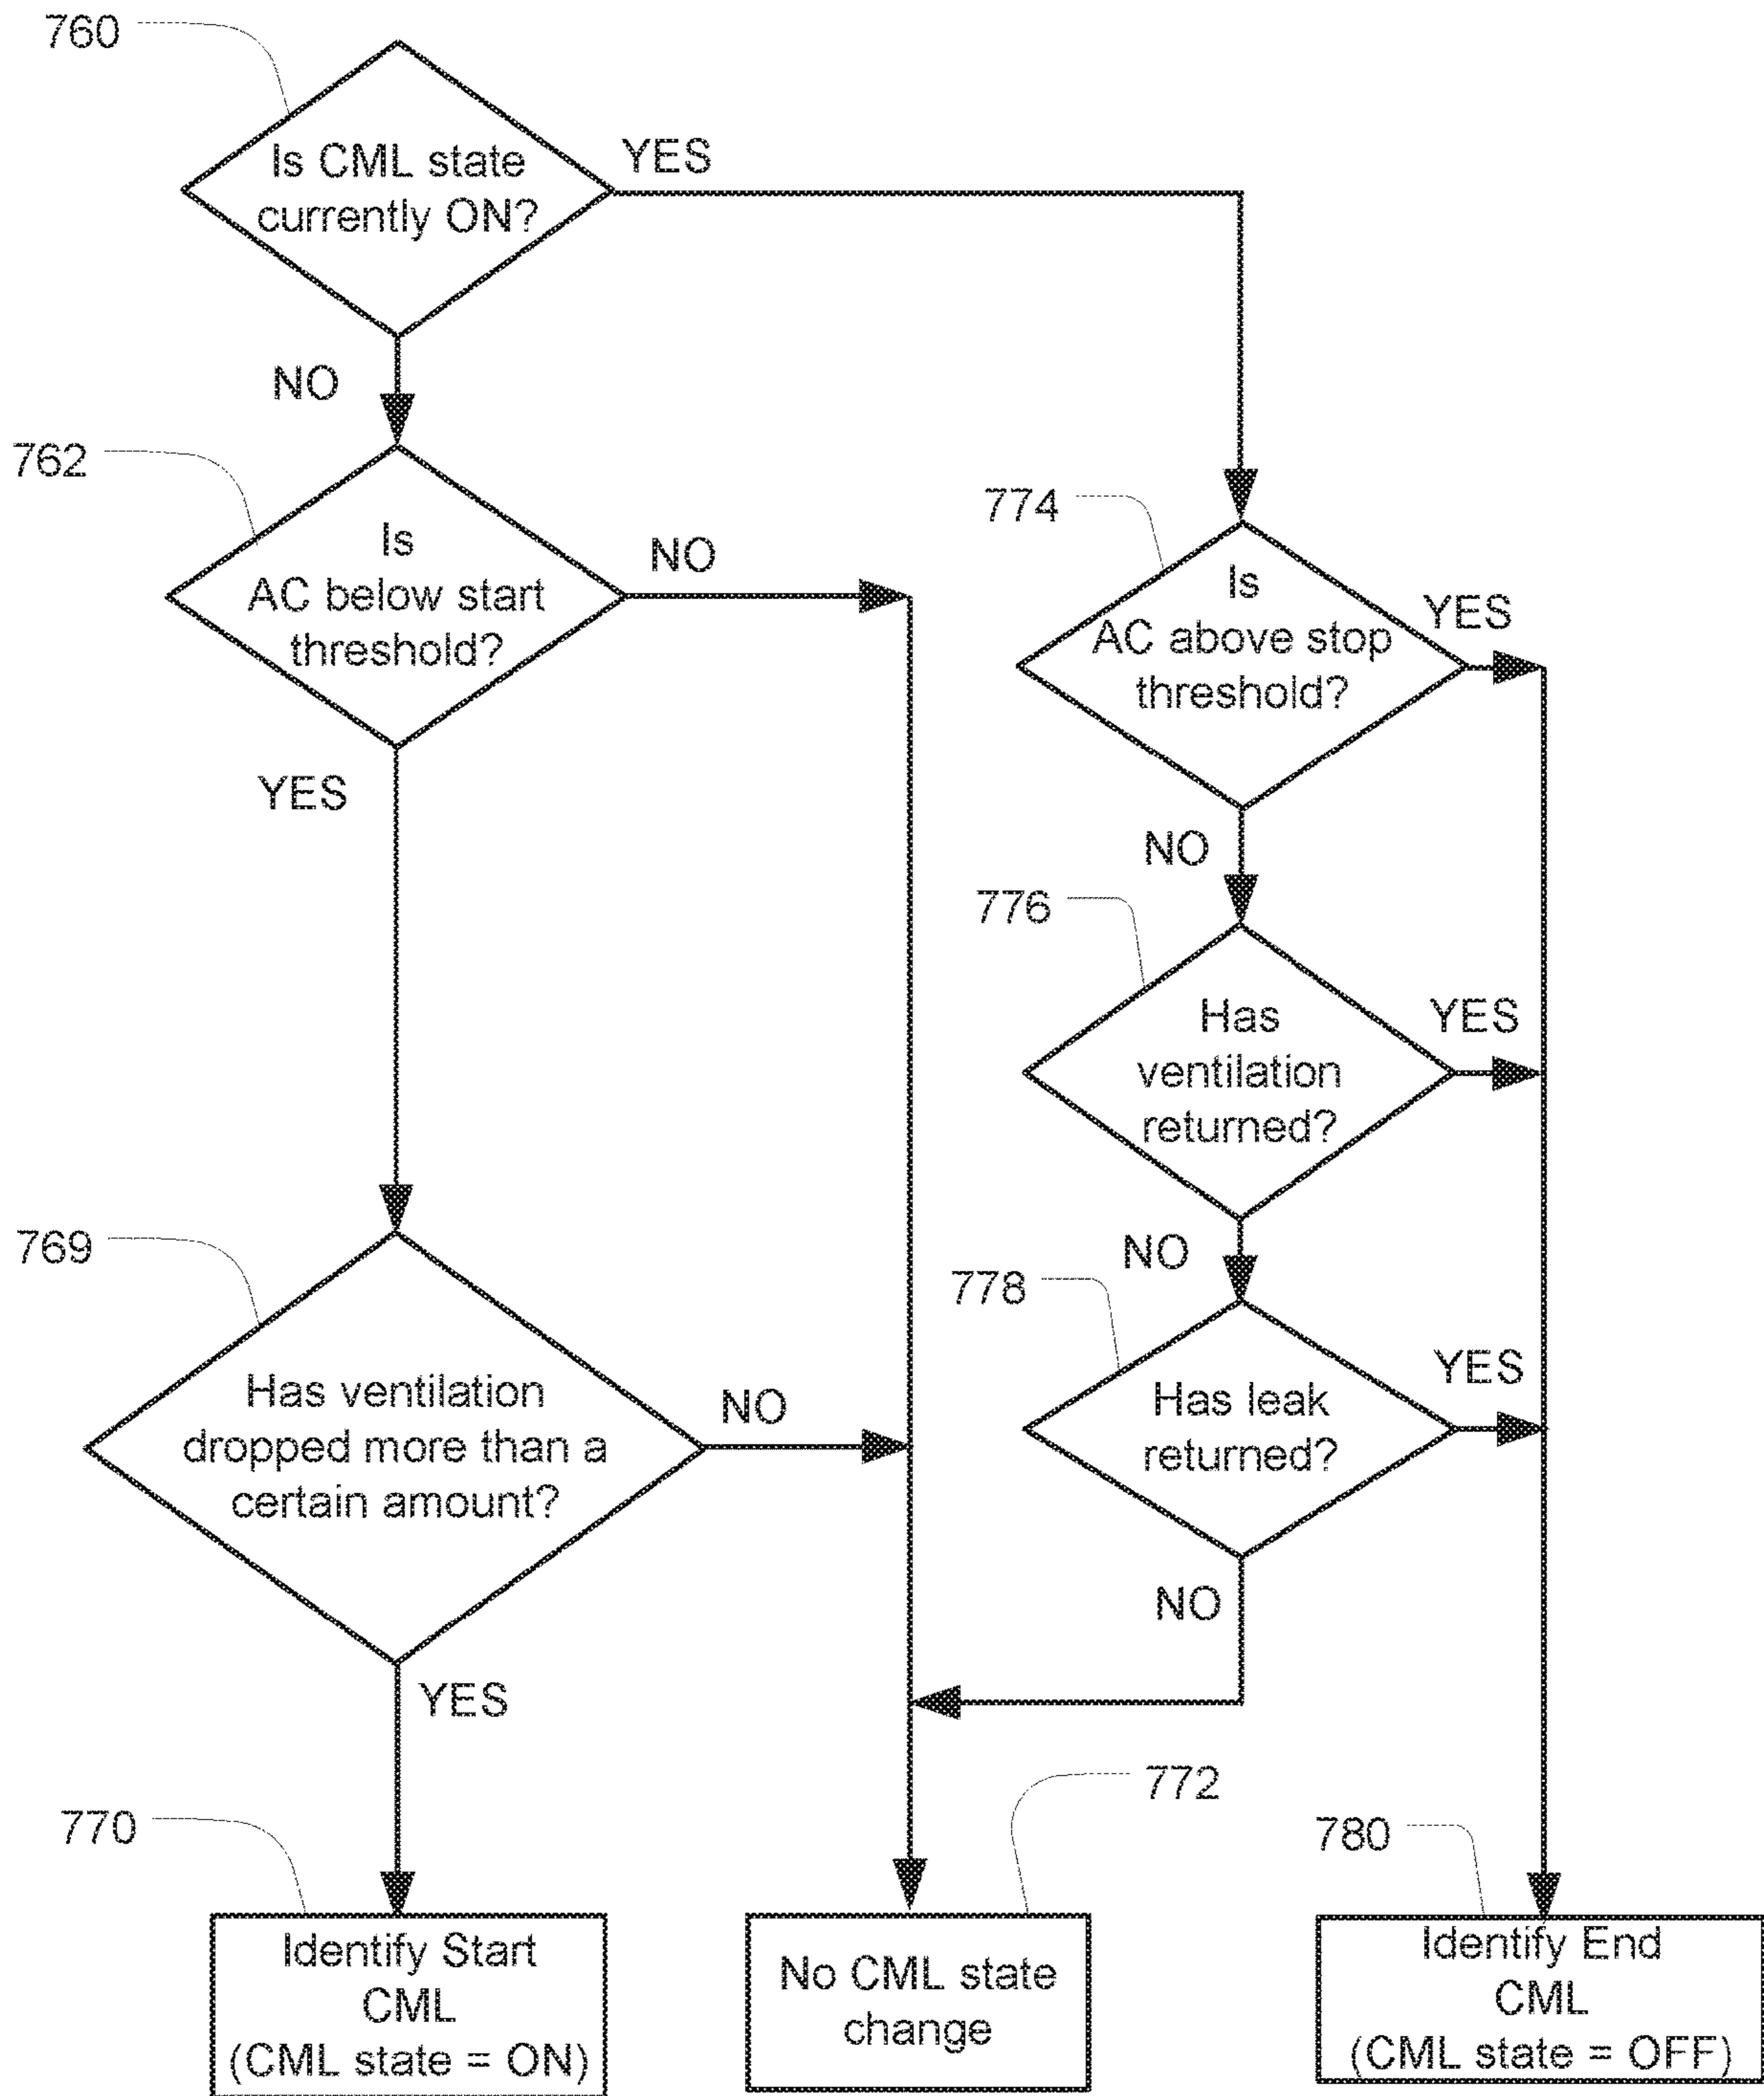 760
Is CML state
currently ON?
YES
NO
762
Is
AC below start
threshold?
NO
YES
774
Is
AC above stop
threshold?
YES
NO
776
Has
ventilation
returned?
YES
NO
769
Has ventilation
dropped more than a
certain amount?
NO
YES
778
Has leak
returned?
YES
NO
770
Identify Start
CML
(CML state = ON)
772
No CML state
change
780
Identify End
CML
(CML state = OFF)